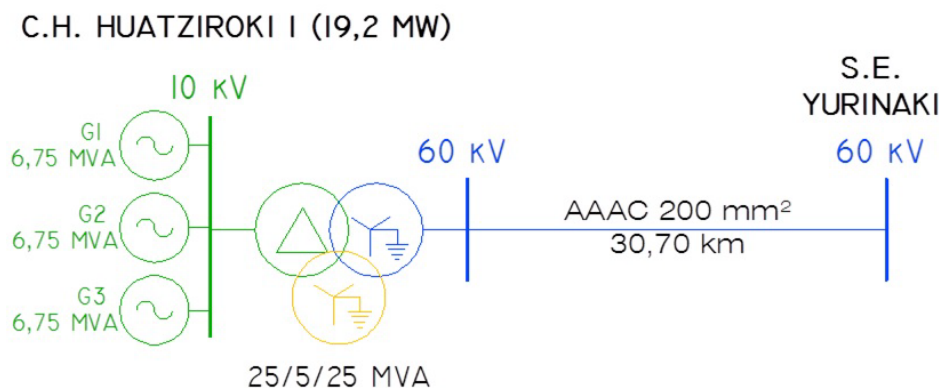 C.H. HUATZIROKI I (19,2 MW)
10 KV
G1
6,75 MVA
G2
6,75 MVA
G3
6,75 MVA
25/5/25 MVA
60 KV
AAAC 200 mm²
30,70 km
S.E.
YURINAKI
60 KV